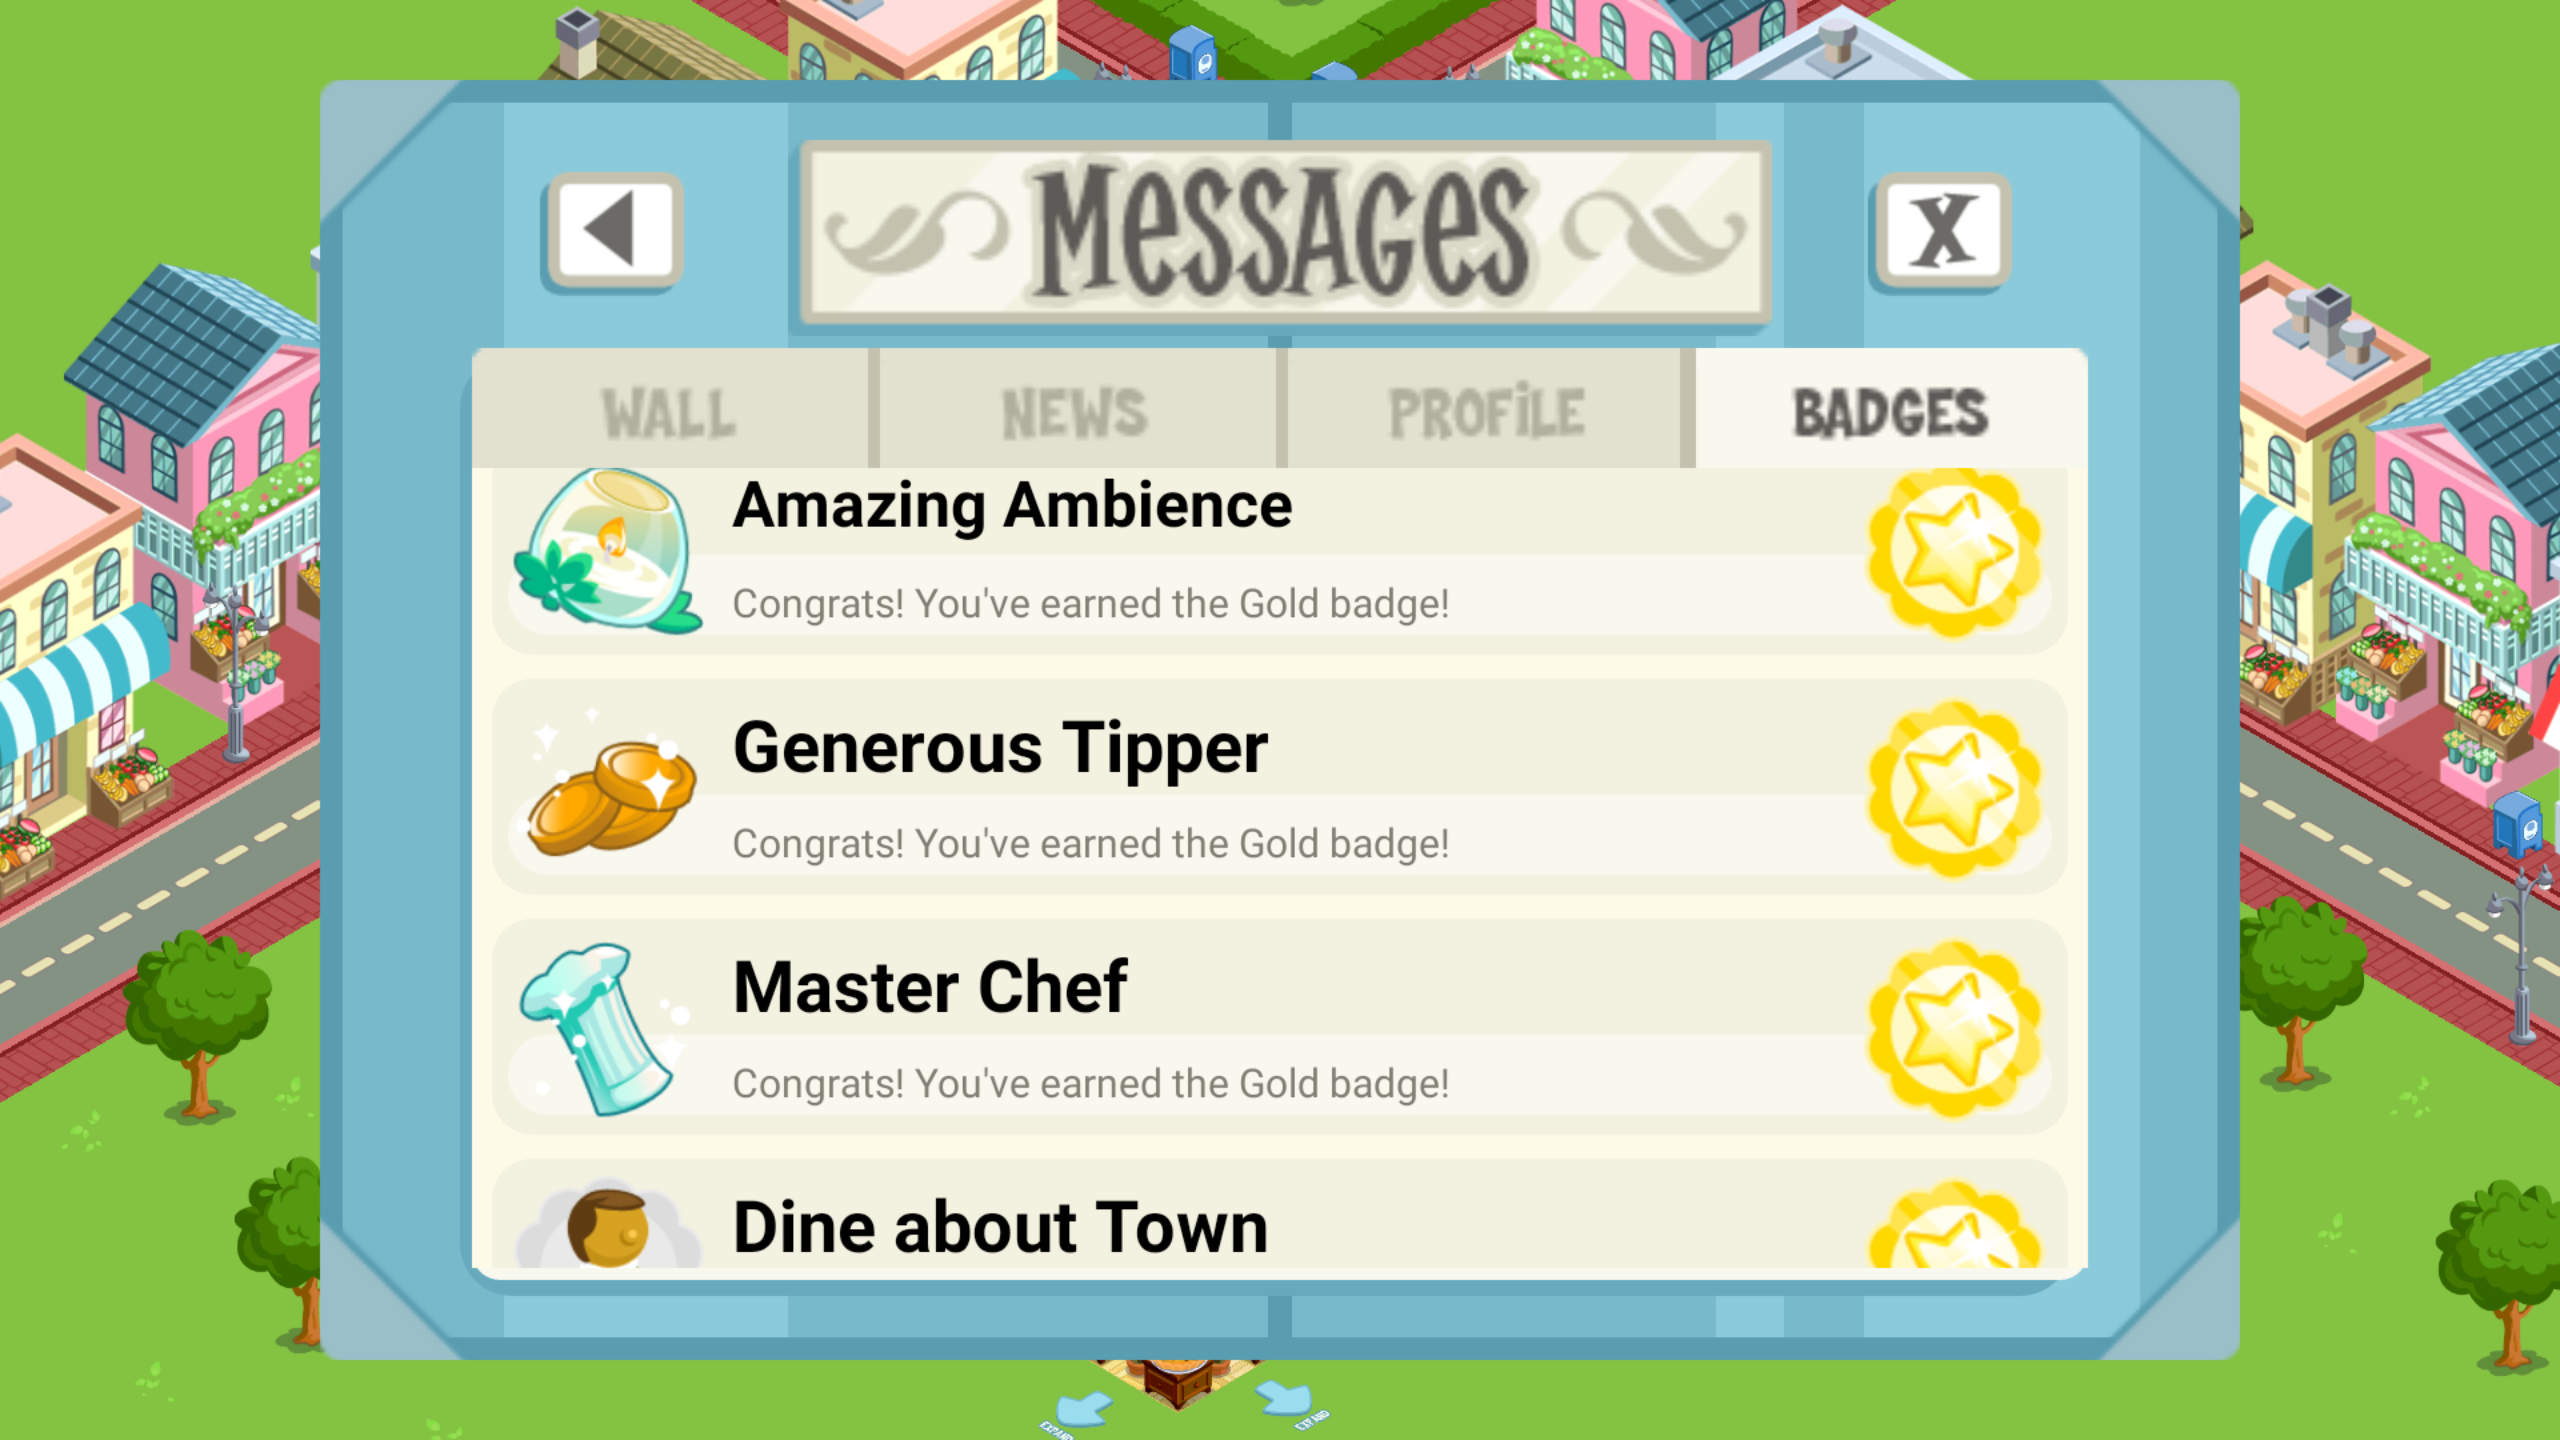 MESSAGES
X
WALL
NEWS
PROFILE
BADGES
Amazing Ambience
Congrats! You've earned the Gold badge!
Generous Tipper
Congrats! You've earned the Gold badge!
Master Chef
Congrats! You've earned the Gold badge!
Dine about Town
EXPAND
EXPAND